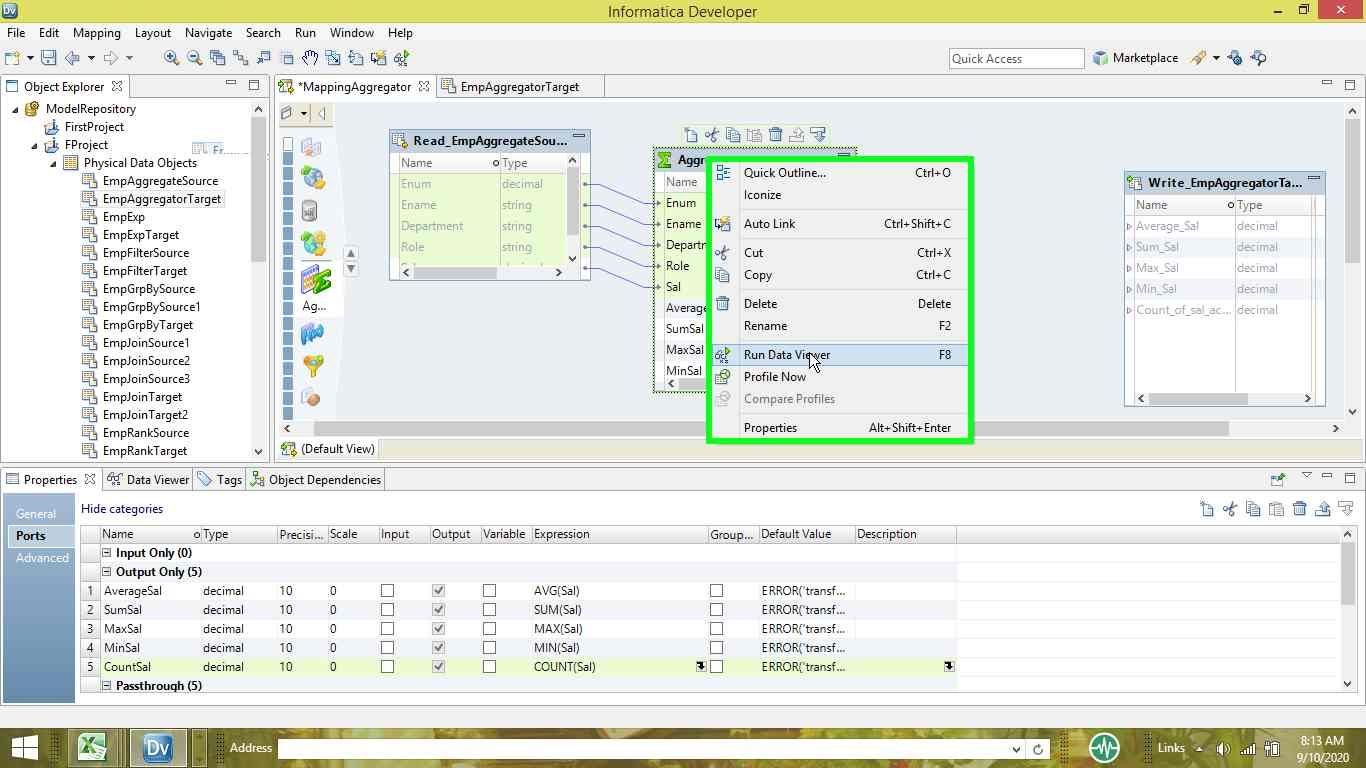 Informatica Developer
File Edit Mapping Layout Navigate Search Run Window Help
Quick Access Marketplace
Object Explorer
ModelRepository
FirstProject
FProject
Physical Data Objects
EmpAggregateSource
EmpAggregatorTarget
EmpExp
EmpExpTarget
EmpFilterSource
EmpFilterTarget
EmpGrpBySource
EmpGrpBySource1
EmpGrpByTarget
EmpJoinSource1
EmpJoinSource2
EmpJoinSource3
EmpJoinTarget
EmpJoinTarget2
EmpRankSource
EmpRankTarget
*MappingAggregator EmpAggregatorTarget
Ag...
Read_EmpAggregateSou...
Name Type
Enum decimal
Ename string
Department string
Role string
Aggr
Name
Enum
Ename
Departr
Role
Sal
Average
SumSal
MaxSal
MinSal
Quick Outline... Ctrl+O
Iconize
Auto Link Ctrl+Shift+C
Cut Ctrl+X
Copy Ctrl+C
Delete Delete
Rename F2
Run Data Viewer F8
Profile Now
Compare Profiles
Properties Alt+Shift+Enter
Write_EmpAggregatorTa...
Name Type
Average_Sal decimal
Sum_Sal decimal
Max_Sal decimal
Min_Sal decimal
Count_of_sal_ac... decimal
(Default View)
Properties Data Viewer Tags Object Dependencies
General
Ports
Advanced
Hide categories
Name Type Precisi... Scale Input Output Variable Expression Group... Default Value Description
Input Only (0)
Output Only (5)
1 AverageSal decimal 10 0 AVG(Sal) ERROR('transf...
2 SumSal decimal 10 0 SUM(Sal) ERROR('transf...
3 MaxSal decimal 10 0 MAX(Sal) ERROR('transf...
4 MinSal decimal 10 0 MIN(Sal) ERROR('transf...
5 CountSal decimal 10 0 COUNT(Sal) ERROR('transf...
Passthrough (5)
Dv Address Links 8:13 AM
9/10/2020